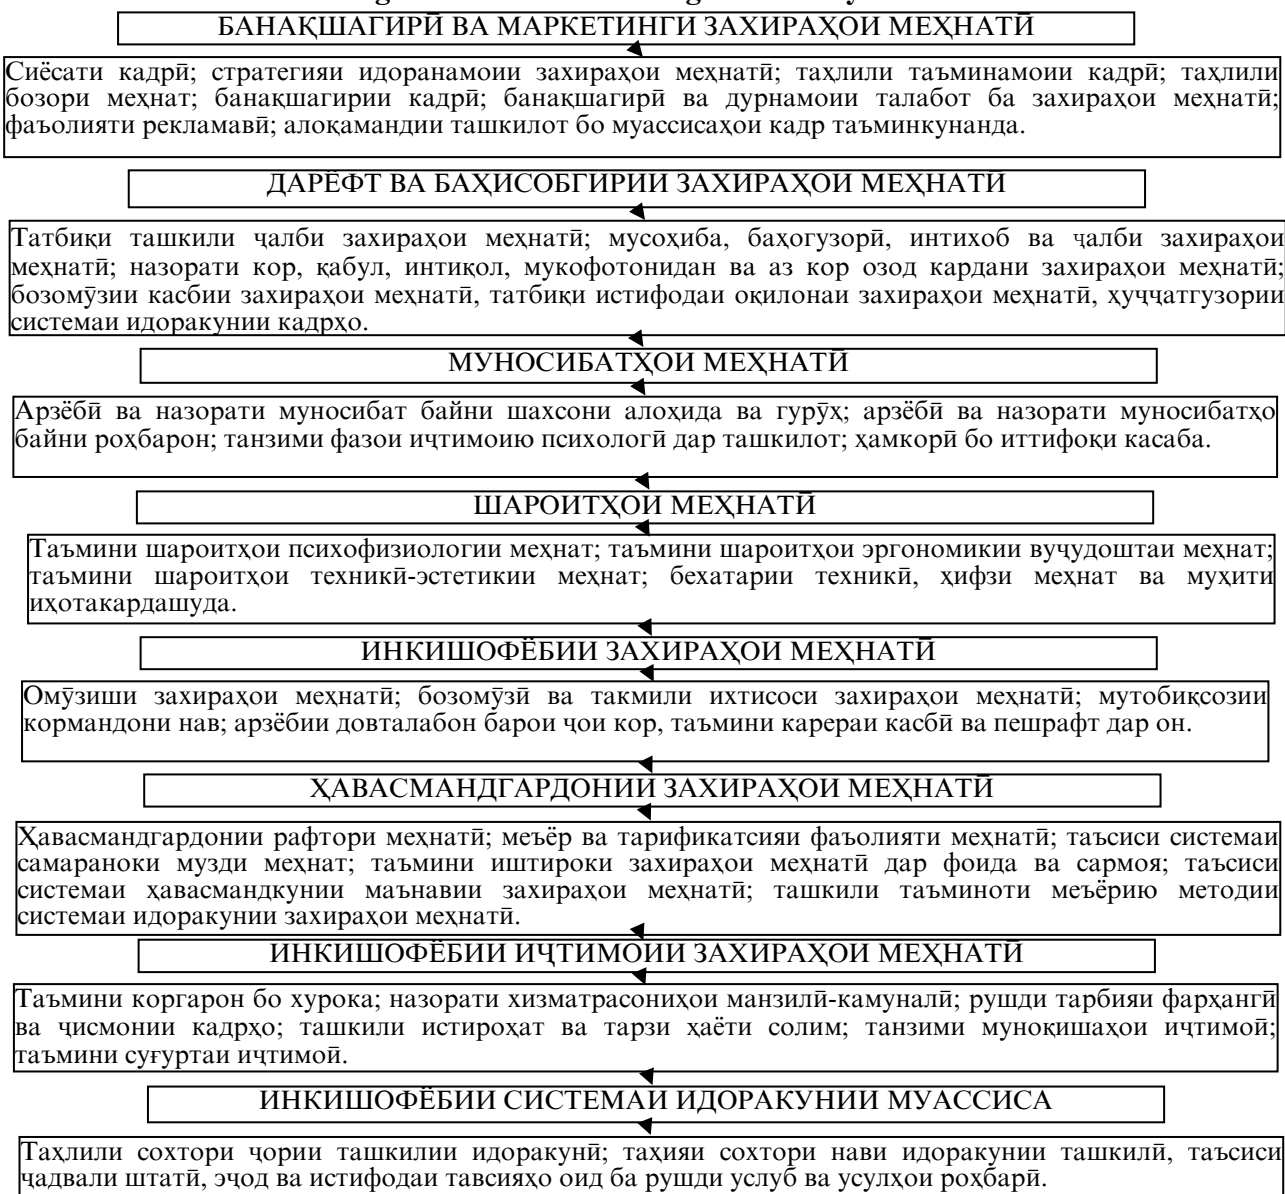 БАНАҚШАГИРӢ ВА МАРКЕТИНГИ ЗАХИРАҲОИ МЕҲНАТӢ
Сиёсати кадрӣ; стратегияи идоранамоии захираҳои меҳнатӣ; таҳлили таъминамоии кадрӣ; таҳлили
бозори меҳнат; банақшагирии кадрӣ; банақшагирӣ ва дурнамоии талабот ба захираҳои меҳнатӣ;
фаъолияти рекламавӣ; алоқамандии ташкилот бо муассисаҳои кадр таъминкунанда.
ДАРЁФТ ВА БАҲИСОБГИРИИ ЗАХИРАҲОИ МЕҲНАТӢ
Татбиқи ташкили ҷалби захираҳои меҳнатӣ; мусоҳиба, баҳогузорӣ, интихоб ва ҷалби захираҳои
меҳнатӣ; назорати кор, қабул, интиқол, мукофотонидан ва аз кор озод кардани захираҳои меҳнатӣ;
бозомӯзии касбии захираҳои меҳнатӣ, татбиқи истифодаи оқилонаи захираҳои меҳнатӣ, ҳуҷҷатгузории
системаи идоракунии кадрҳо.
МУНОСИБАТҲОИ МЕҲНАТӢ
Арзёбӣ ва назорати муносибат байни шахсони алоҳида ва гурӯҳ; арзёбӣ ва назорати муносибатҳо
байни роҳбарон; танзими фазои иҷтимоию психологӣ дар ташкилот; ҳамкорӣ бо иттифоқи касаба.
ШАРОИТҲОИ МЕҲНАТӢ
Таъмини шароитҳои психофизиологии меҳнат; таъмини шароитҳои эргономикии вуҷудоштаи меҳнат;
таъмини шароитҳои техникӣ-эстетикии меҳнат; бехатарии техникӣ, ҳифзи меҳнат ва муҳити
иҳотакардашуда.
ИНКИШОФЁБИИ ЗАХИРАҲОИ МЕҲНАТӢ
Омӯзиши захираҳои меҳнатӣ; бозомӯзӣ ва такмили ихтисоси захираҳои меҳнатӣ; мутобиқсозии
кормандони нав; арзёбии довталабон барои ҷои кор, таъмини карераи касбӣ ва пешрафт дар он.
ҲАВАСМАНДГАРДОНИИ ЗАХИРАҲОИ МЕҲНАТӢ
Ҳавасмандгардонии рафтори меҳнатӣ; меъёр ва тарификатсияи фаъолияти меҳнатӣ; таъсиси системаи
самараноки музди меҳнат; таъмини иштироки захираҳои меҳнатӣ дар фоида ва сармоя; таъсиси
системаи ҳавасмандкунии маънавии захираҳои меҳнатӣ; ташкили таъминоти меъёрию методии
системаи идоракунии захираҳои меҳнатӣ.
ИНКИШОФЁБИИ ИҶТИМОИИ ЗАХИРАҲОИ МЕҲНАТӢ
Таъмини коргарон бо хурока; назорати хизматрасониҳои манзилӣ-камуналӣ; рушди тарбияи фарҳангӣ
ва ҷисмонии кадрҳо; ташкили истироҳат ва тарзи ҳаёти солим; танзими муноқишаҳои иҷтимоӣ;
таъмини суғуртаи иҷтимоӣ.
ИНКИШОФЁБИИ СИСТЕМАИ ИДОРАКУНИИ МУАССИСА
Таҳлили сохтори ҷории ташкилии идоракунӣ; таҳияи сохтори нави идоракунии ташкилӣ, таъсиси
ҷадвали штатӣ, эҷод ва истифодаи тавсияҳо оид ба рушди услуб ва усулҳои роҳбарӣ.